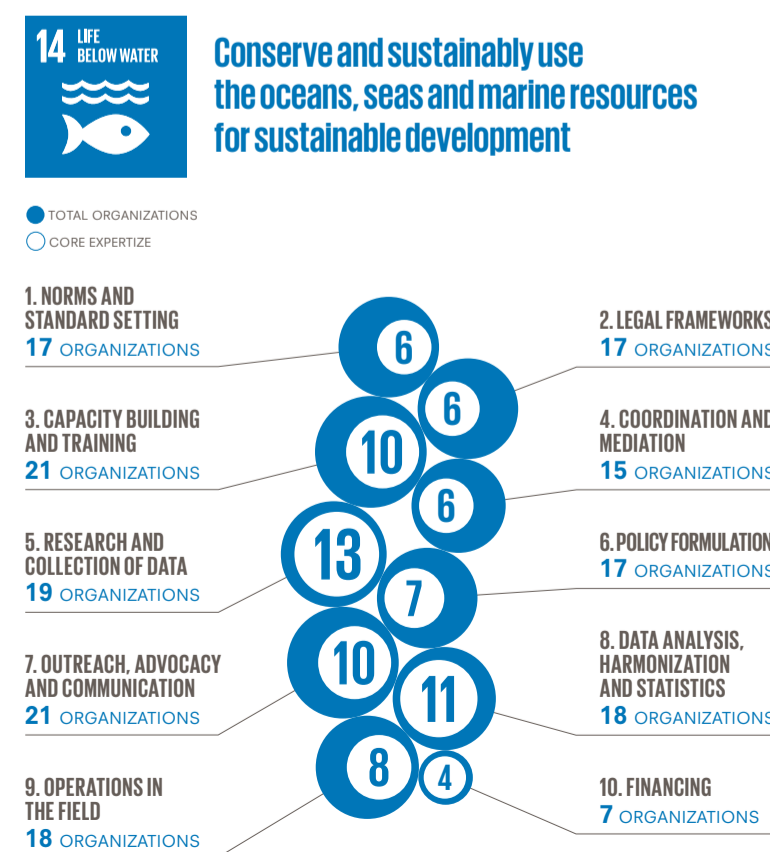 14 LIFE
BELOW WATER
Conserve and sustainably use
the oceans, seas and marine resources
for sustainable development
TOTAL ORGANIZATIONS
CORE EXPERTIZE
1. NORMS AND
STANDARD SETTING
17 ORGANIZATIONS
6
2. LEGAL FRAMEWORKS
17 ORGANIZATIONS
6
3. CAPACITY BUILDING
AND TRAINING
21 ORGANIZATIONS
10
4. COORDINATION AND
MEDIATION
15 ORGANIZATIONS
6
5. RESEARCH AND
COLLECTION OF DATA
19 ORGANIZATIONS
13
6. POLICY FORMULATION
17 ORGANIZATIONS
7
7. OUTREACH, ADVOCACY
AND COMMUNICATION
21 ORGANIZATIONS
10
8. DATA ANALYSIS,
HARMONIZATION
AND STATISTICS
18 ORGANIZATIONS
11
9. OPERATIONS IN
THE FIELD
18 ORGANIZATIONS
8
10. FINANCING
7 ORGANIZATIONS
4